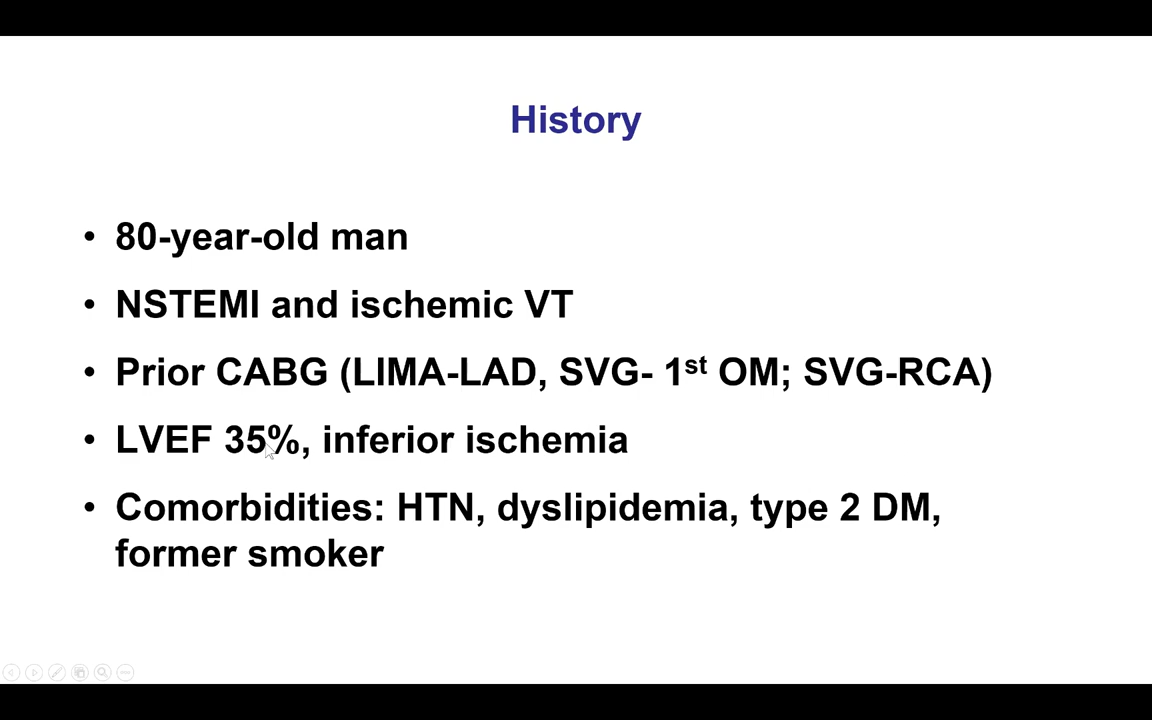 History
• 80-year-old man
• NSTEMI and ischemic VT
• Prior CABG (LIMA-LAD, SVG- 1st OM; SVG-RCA)
• LVEF 35%, inferior ischemia
• Comorbidities: HTN, dyslipidemia, type 2 DM,
former smoker